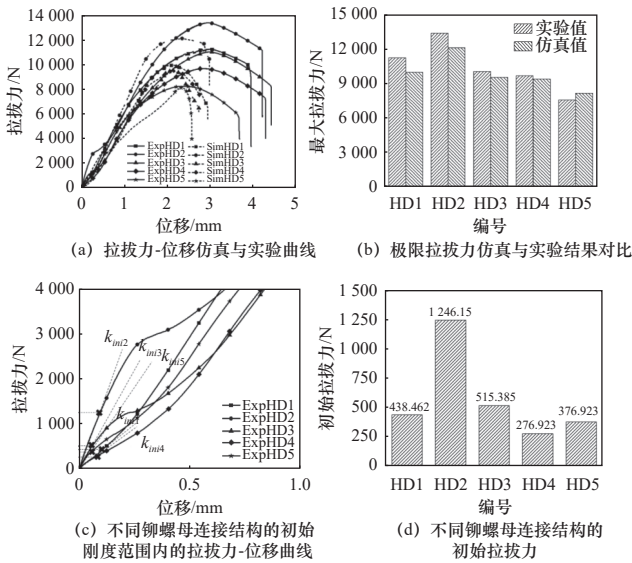 14 000
12 000
10 000
8 000
6 000
4 000
2 000
0
拉拔力/N
ExpHD1
ExpHD2
ExpHD3
ExpHD4
ExpHD5
SimHD1
SimHD2
SimHD3
SimHD4
SimHD5
0 1 2 3 4 5
位移/mm
(a) 拉拔力-位移仿真与实验曲线
15 000
12 000
9 000
6 000
3 000
0
最大拉拔力/N
实验值
仿真值
HD1 HD2 HD3 HD4 HD5
编号
(b) 极限拉拔力仿真与实验结果对比
4 000
3 000
2 000
1 000
0
拉拔力/N
kini2
kini3
kini5
kini1
kini4
ExpHD1
ExpHD2
ExpHD3
ExpHD4
ExpHD5
0 0.5 1.0
位移/mm
(c) 不同铆螺母连接结构的初始
刚度范围内的拉拔力-位移曲线
1 500
1 250
1 000
750
500
250
0
初始拉拔力/N
438.462
1 246.15
515.385
276.923
376.923
HD1 HD2 HD3 HD4 HD5
编号
(d) 不同铆螺母连接结构的
初始拉拔力